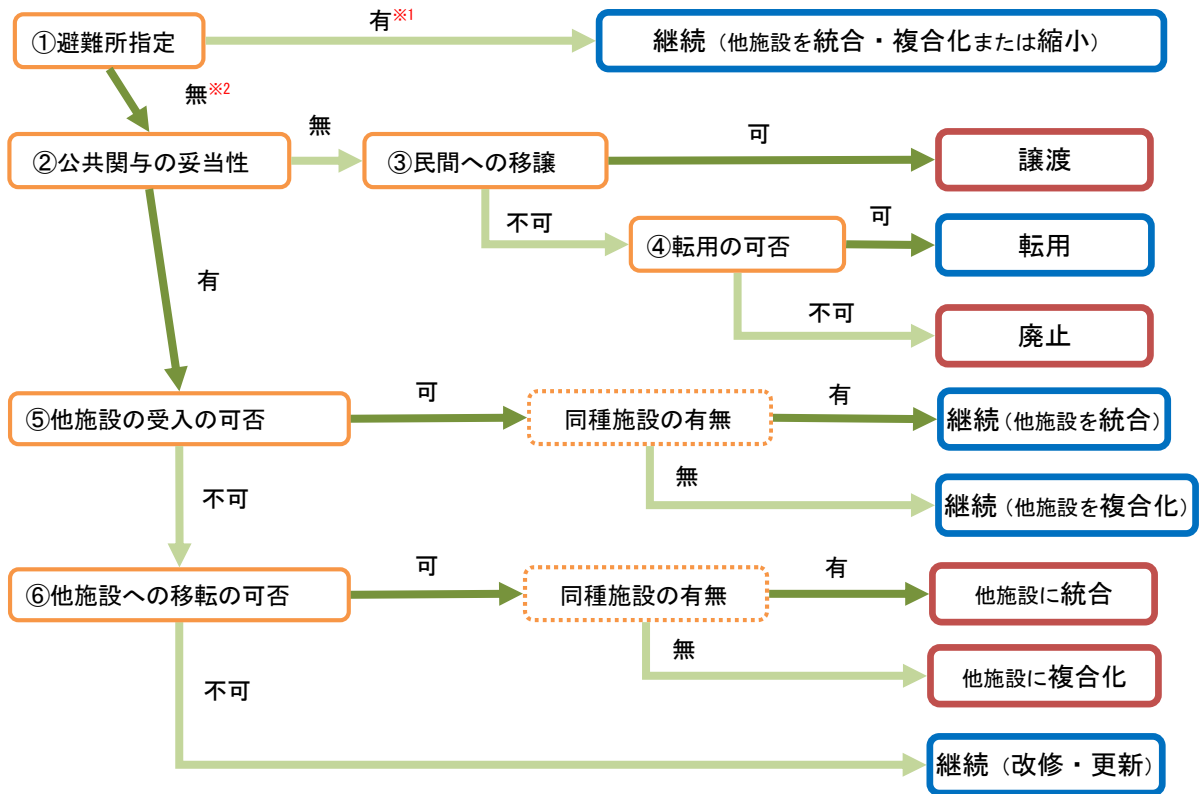 ①避難所指定
有※1
継続（他施設を統合・複合化または縮小）
無※2
②公共関与の妥当性
無
③民間への移譲
可
譲渡
不可
④転用の可否
可
転用
有
不可
廃止
⑤他施設の受入の可否
可
同種施設の有無
有
継続（他施設を統合）
無
継続（他施設を複合化）
不可
⑥他施設への移転の可否
可
同種施設の有無
有
他施設に統合
無
他施設に複合化
不可
継続（改修・更新）